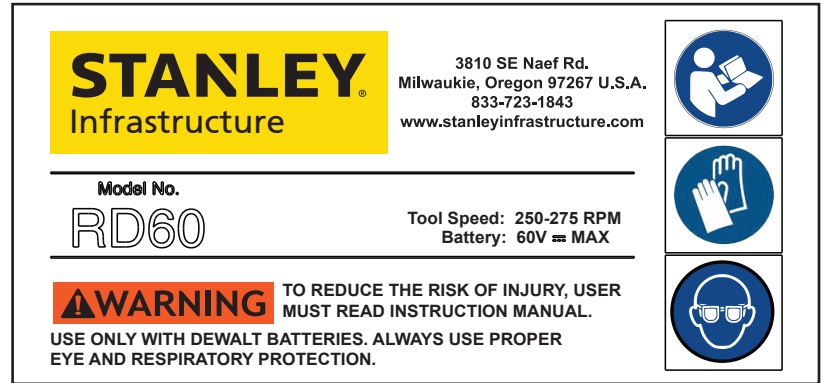 STANLEY®
Infrastructure
3810 SE Naef Rd.
Milwaukie, Oregon 97267 U.S.A.
833-723-1843
www.stanleyinfrastructure.com
Model No.
RD60
Tool Speed: 250-275 RPM
Battery: 60V ⎓ MAX
WARNING
TO REDUCE THE RISK OF INJURY, USER
MUST READ INSTRUCTION MANUAL.
USE ONLY WITH DEWALT BATTERIES. ALWAYS USE PROPER
EYE AND RESPIRATORY PROTECTION.